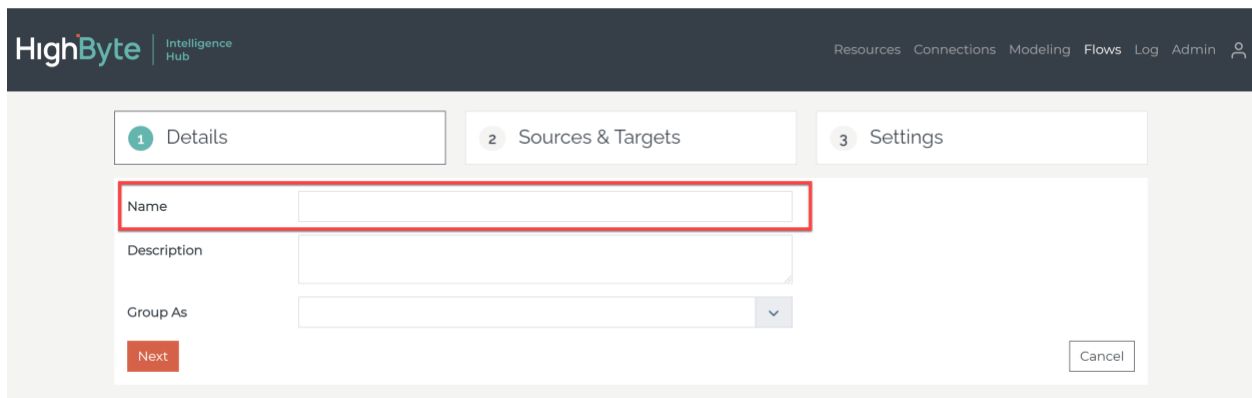 HighByte Intelligence Hub
Resources Connections Modeling Flows Log Admin
1 Details
2 Sources & Targets
3 Settings
Name
Description
Group As
Next
Cancel